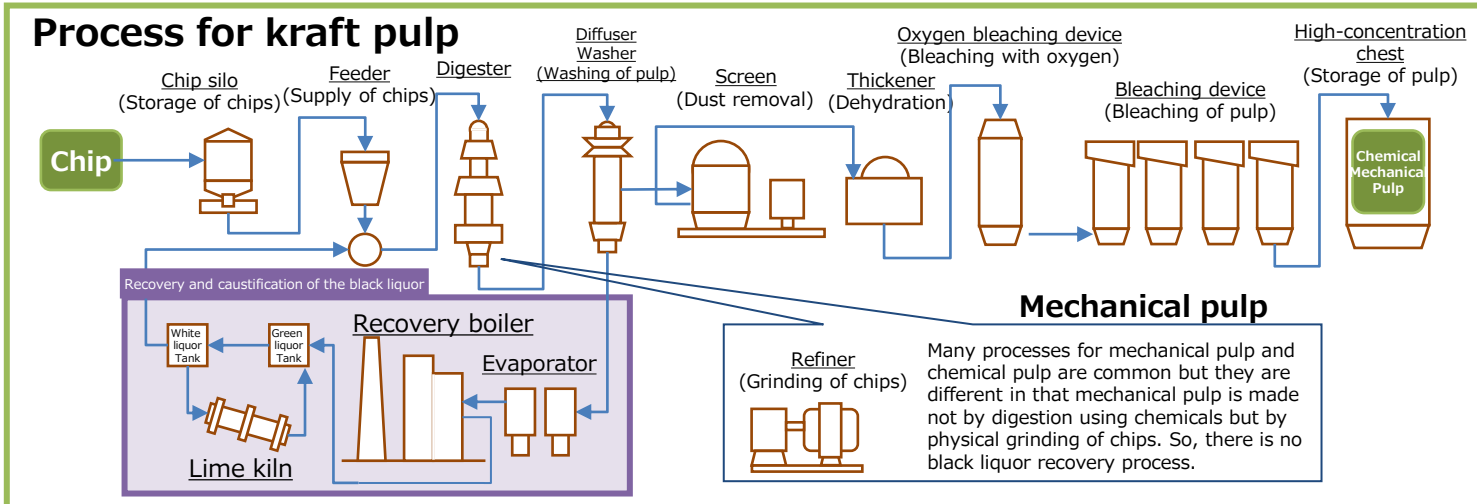 Process for kraft pulp
Chip
Chip silo
(Storage of chips)
Feeder
(Supply of chips)
Digester
Diffuser
Washer
(Washing of pulp)
Screen
(Dust removal)
Thickener
(Dehydration)
Oxygen bleaching device
(Bleaching with oxygen)
Bleaching device
(Bleaching of pulp)
High-concentration
chest
(Storage of pulp)
Chemical
Mechanical
Pulp
Recovery and caustification of the black liquor
White
liquor
Tank
Green
liquor
Tank
Recovery boiler
Evaporator
Lime kiln
Mechanical pulp
Refiner
(Grinding of chips)
Many processes for mechanical pulp and
chemical pulp are common but they are
different in that mechanical pulp is made
not by digestion using chemicals but by
physical grinding of chips. So, there is no
black liquor recovery process.